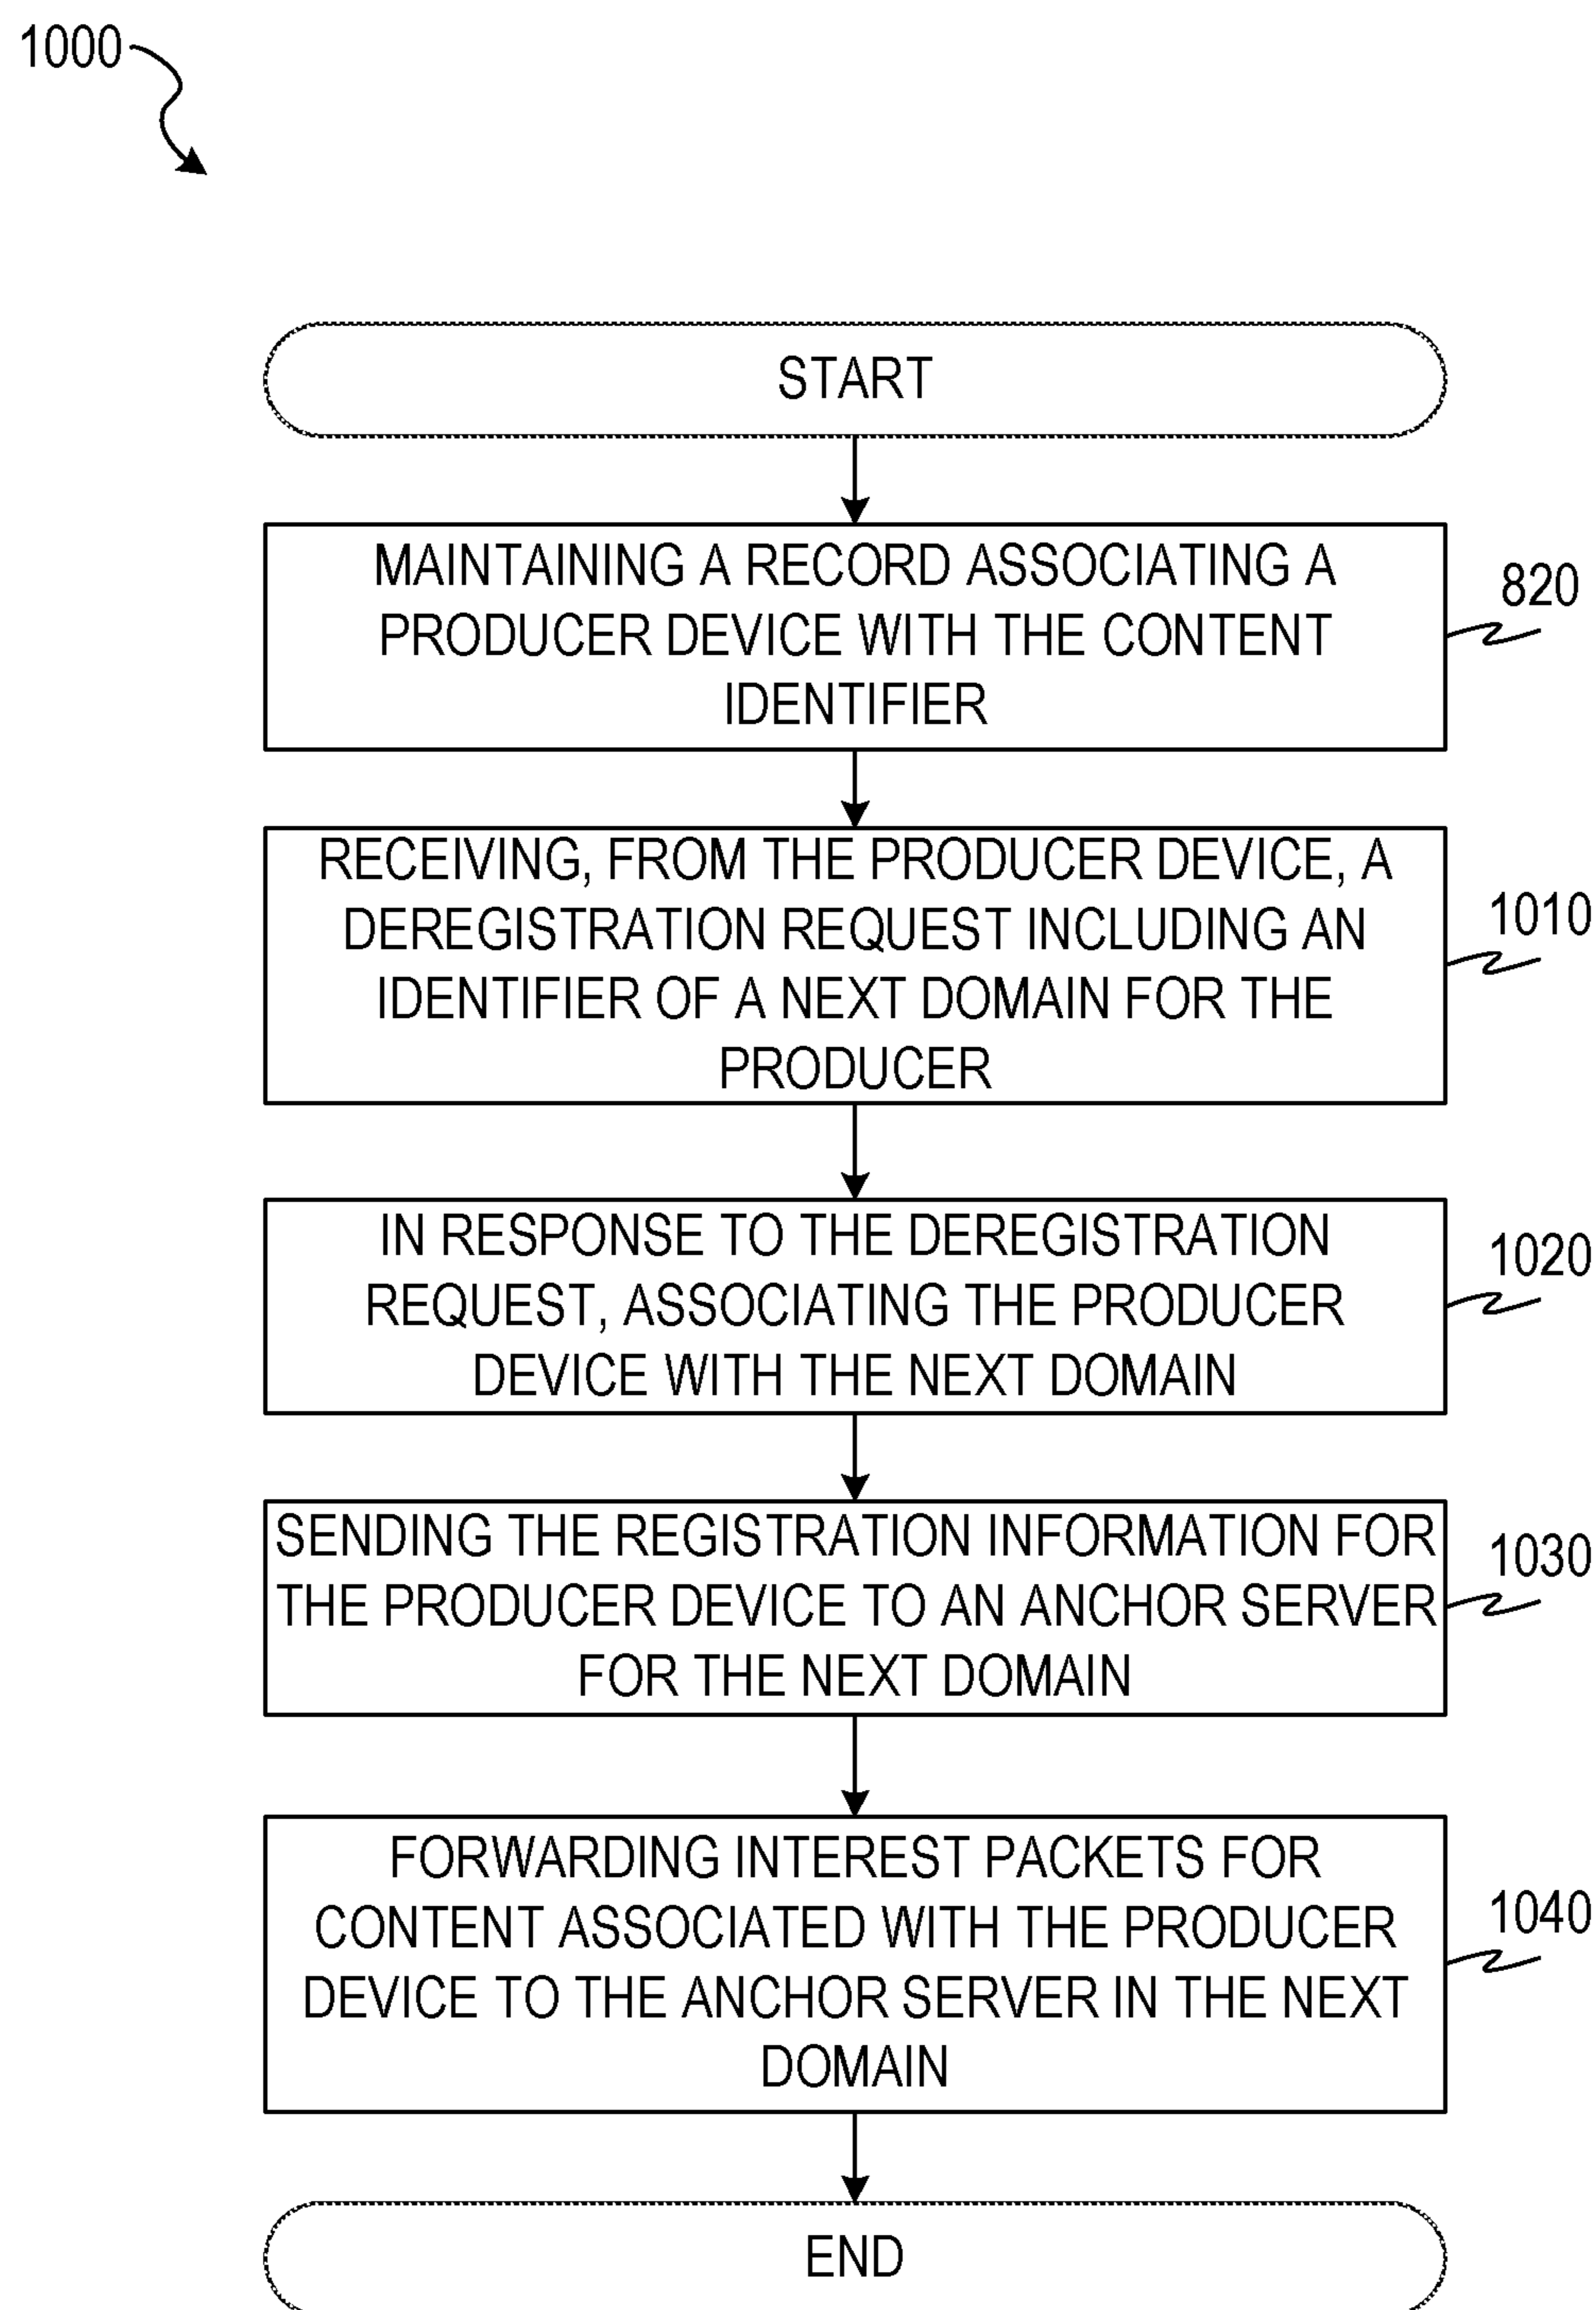 1000
START
MAINTAINING A RECORD ASSOCIATING A
PRODUCER DEVICE WITH THE CONTENT
IDENTIFIER
820
RECEIVING, FROM THE PRODUCER DEVICE, A
DEREGISTRATION REQUEST INCLUDING AN
IDENTIFIER OF A NEXT DOMAIN FOR THE
PRODUCER
1010
IN RESPONSE TO THE DEREGISTRATION
REQUEST, ASSOCIATING THE PRODUCER
DEVICE WITH THE NEXT DOMAIN
1020
SENDING THE REGISTRATION INFORMATION FOR
THE PRODUCER DEVICE TO AN ANCHOR SERVER
FOR THE NEXT DOMAIN
1030
FORWARDING INTEREST PACKETS FOR
CONTENT ASSOCIATED WITH THE PRODUCER
DEVICE TO THE ANCHOR SERVER IN THE NEXT
DOMAIN
1040
END